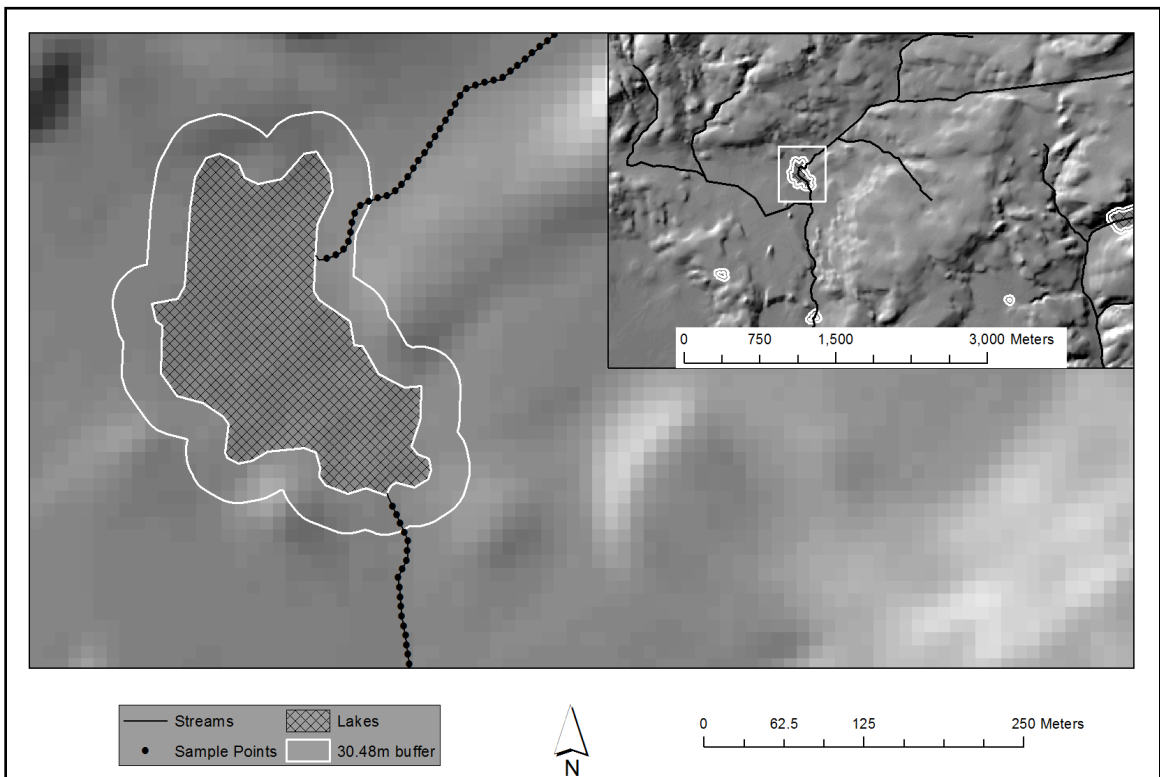 0 750 1,500 3,000 Meters
Streams Lakes
Sample Points 30.48m buffer
N
0 62.5 125 250 Meters